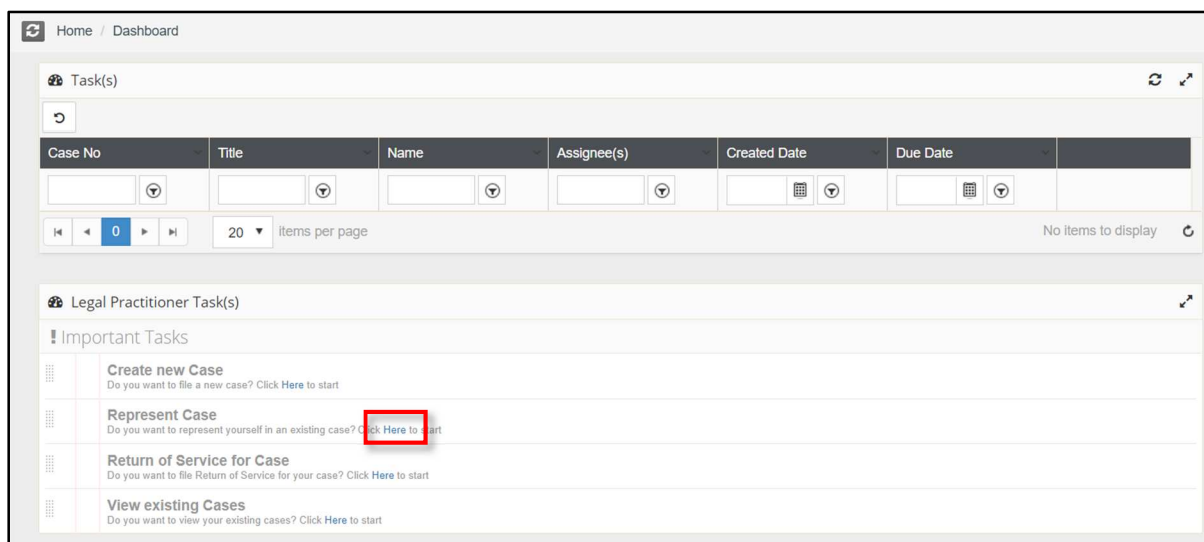 Home / Dashboard
Task(s)
Case No Title Name Assignee(s) Created Date Due Date
0 20 items per page No items to display
Legal Practitioner Task(s)
! Important Tasks
Create new Case
Do you want to file a new case? Click Here to start
Represent Case
Do you want to represent yourself in an existing case? Click Here to start
Return of Service for Case
Do you want to file Return of Service for your case? Click Here to start
View existing Cases
Do you want to view your existing cases? Click Here to start